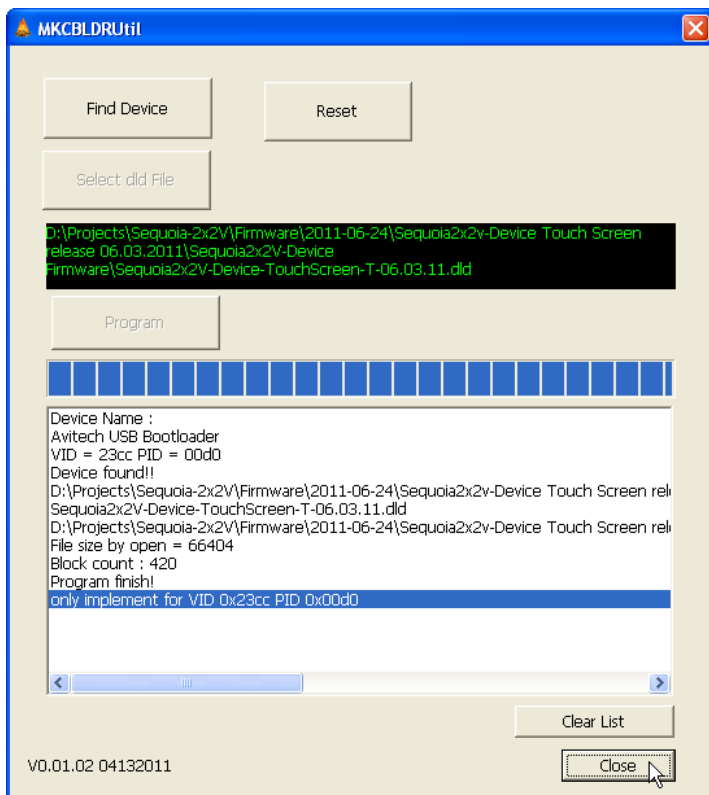 MKCBLDRUtil
Find Device
Reset
Select dld File
D:\Projects\Sequoia-2x2V\Firmware\2011-06-24\Sequoia2x2v-Device Touch Screen
release 06.03.2011\Sequoia2x2V-Device
Firmware\Sequoia2x2V-Device-TouchScreen-T-06.03.11.dld
Program
Device Name :
Avitech USB Bootloader
VID = 23cc PID = 00d0
Device found!!
D:\Projects\Sequoia-2x2V\Firmware\2011-06-24\Sequoia2x2v-Device Touch Screen rel
Sequoia2x2V-Device-TouchScreen-T-06.03.11.dld
D:\Projects\Sequoia-2x2V\Firmware\2011-06-24\Sequoia2x2v-Device Touch Screen rel
File size by open = 66404
Block count : 420
Program finish!
only implement for VID 0x23cc PID 0x00d0
Clear List
V0.01.02 04132011
Close